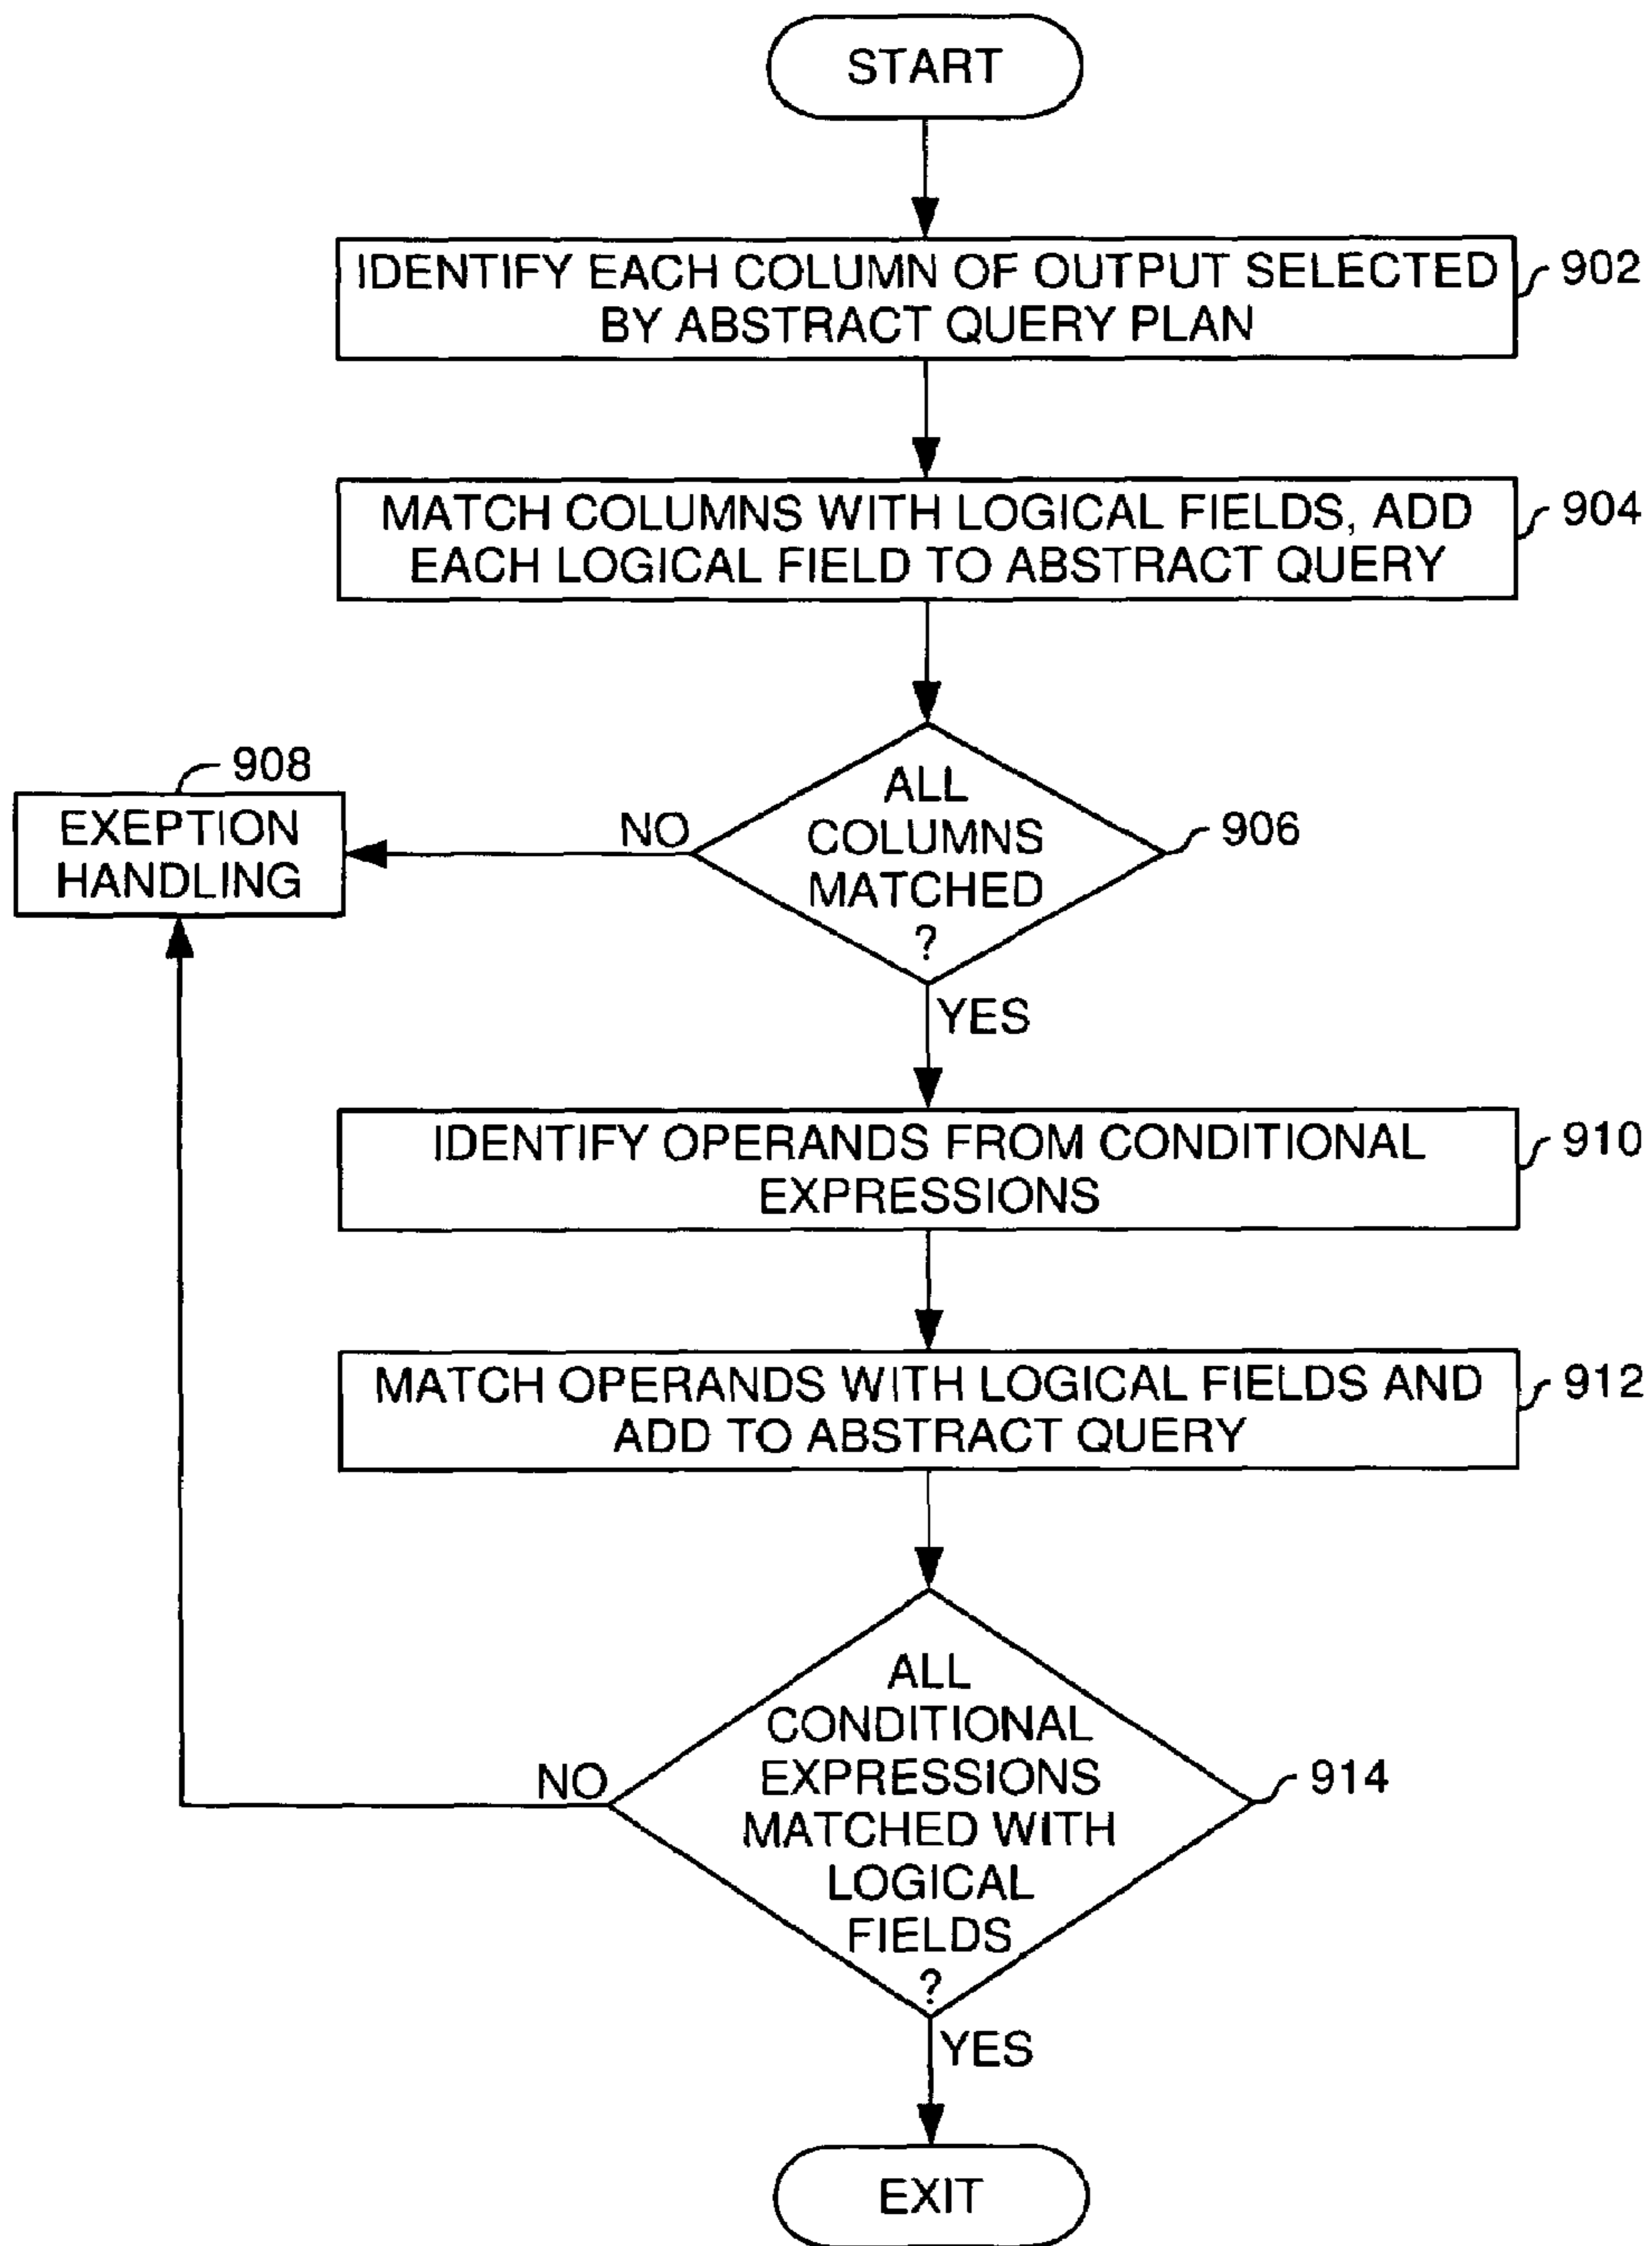 START
IDENTIFY EACH COLUMN OF OUTPUT SELECTED
BY ABSTRACT QUERY PLAN
902
MATCH COLUMNS WITH LOGICAL FIELDS, ADD
EACH LOGICAL FIELD TO ABSTRACT QUERY
904
908
EXEPTION
HANDLING
NO
ALL
COLUMNS
MATCHED
?
906
YES
IDENTIFY OPERANDS FROM CONDITIONAL
EXPRESSIONS
910
MATCH OPERANDS WITH LOGICAL FIELDS AND
ADD TO ABSTRACT QUERY
912
NO
ALL
CONDITIONAL
EXPRESSIONS
MATCHED WITH
LOGICAL
FIELDS
?
914
YES
EXIT